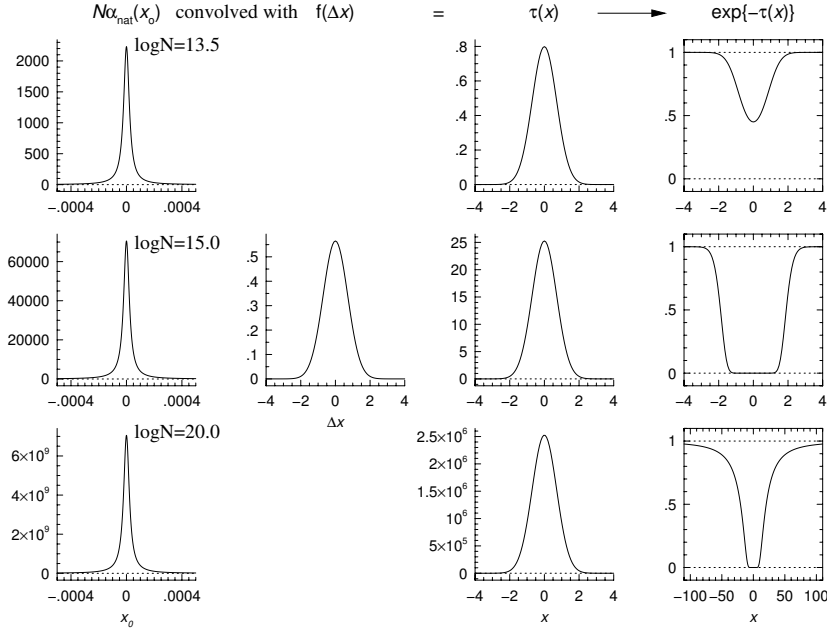 Nα_nat(x_o) convolved with f(Δx) = τ(x) ⟶ exp{−τ(x)}
logN=13.5
2000
1500
1000
500
0
−.0004 0 .0004
.8
.6
.4
.2
0
−4 −2 0 2 4
1
.5
0
−4 −2 0 2 4
logN=15.0
60000
40000
20000
0
−.0004 0 .0004
.5
.4
.3
.2
.1
0
−4 −2 0 2 4
Δx
25
20
15
10
5
0
−4 −2 0 2 4
1
.5
0
−4 −2 0 2 4
logN=20.0
6×10⁹
4×10⁹
2×10⁹
0
−.0004 0 .0004
x₀
2.5×10⁶
2×10⁶
1.5×10⁶
10⁶
5×10⁵
0
−4 −2 0 2 4
x
1
.5
0
−100 −50 0 50 100
x